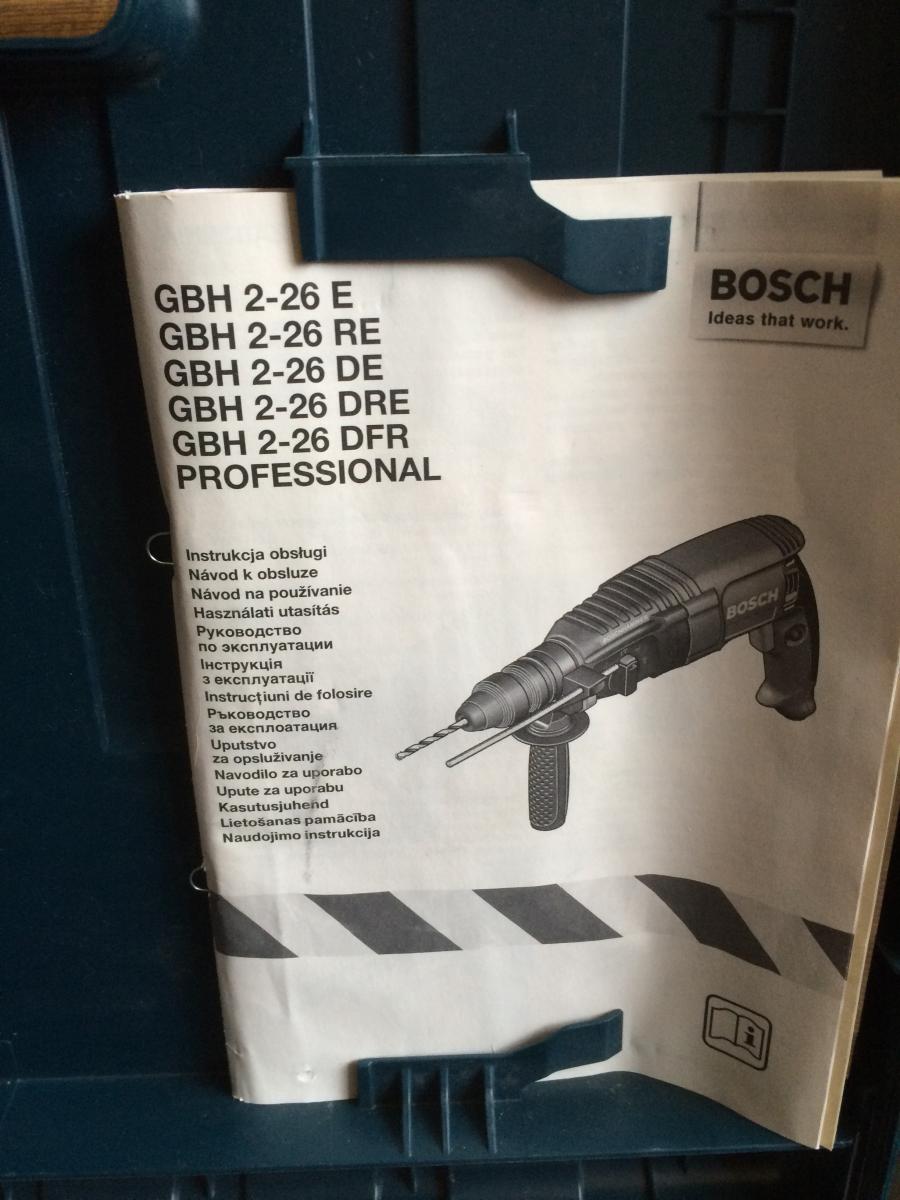 BOSCH
Ideas that work.
GBH 2-26 E
GBH 2-26 RE
GBH 2-26 DE
GBH 2-26 DRE
GBH 2-26 DFR
PROFESSIONAL
Instrukcja obsługi
Návod k obsluze
Návod na používanie
Használati utasítás
Руководство
по эксплуатации
Інструкція
з експлуатації
Instrucțiuni de folosire
Ръководство
за експлоатация
Uputstvo
za opsluživanje
Navodilo za uporabo
Upute za uporabu
Kasutusjuhend
Lietošanas pamācība
Naudojimo instrukcija
BOSCH
i